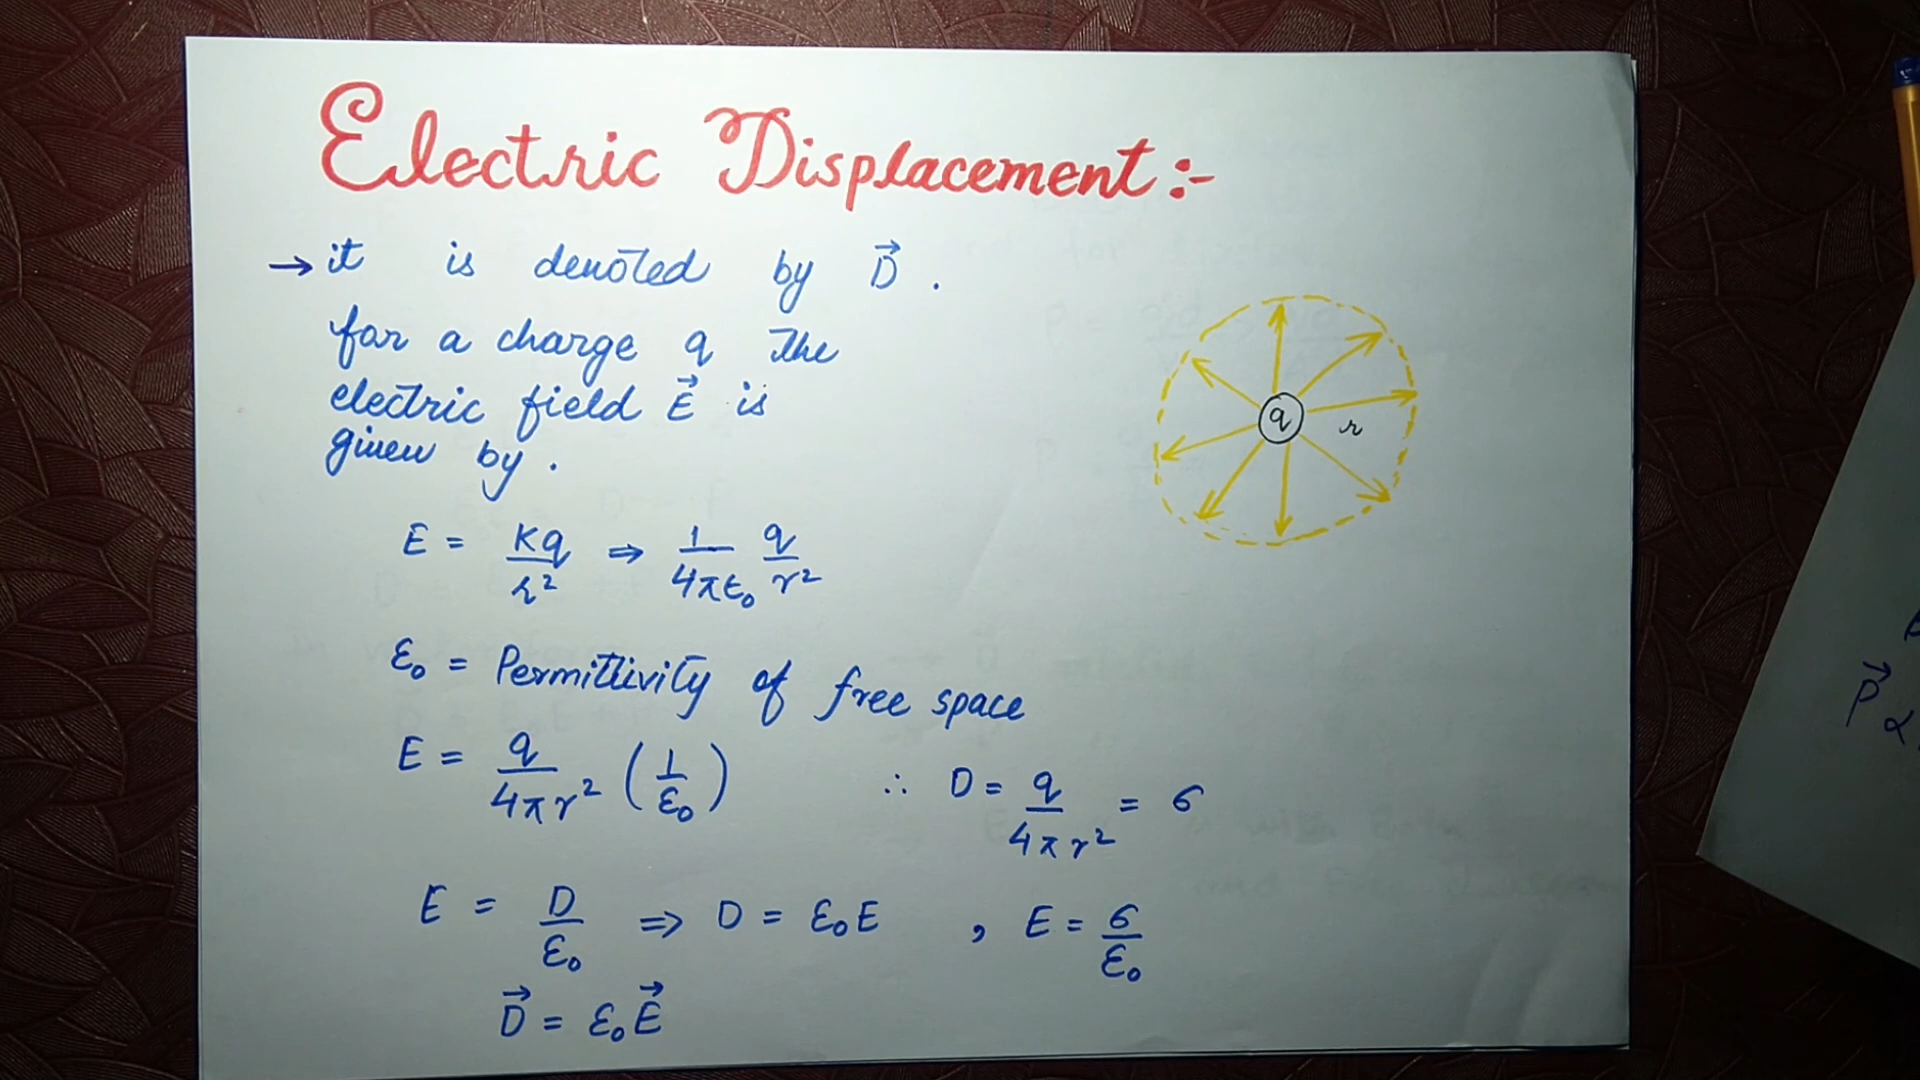 Electric Displacement :-
→ it is denoted by D⃗ .
for a charge q the
electric field E⃗ is
given by .
q
r
E = Kq/r² ⇒ 1/4πε₀ q/r²
ε₀ = Permittivity of free space
E = q/4πr² (1/ε₀) ∴ D = q/4πr² = σ
E = D/ε₀ ⇒ D = ε₀E , E = σ/ε₀
D⃗ = ε₀E⃗
P⃗ α